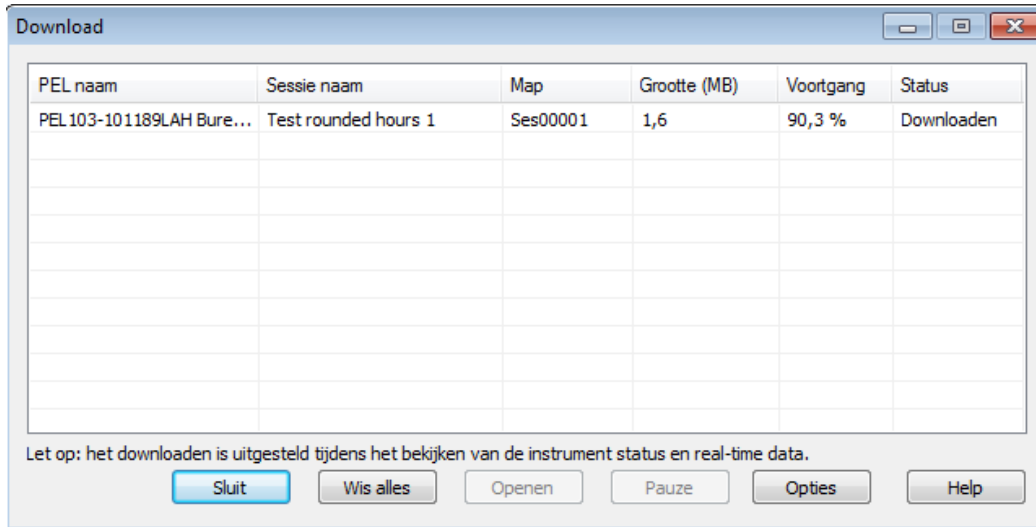 Download
PEL naam Sessie naam Map Grootte (MB) Voortgang Status
PEL103-101189LAH Bure... Test rounded hours 1 Ses00001 1,6 90,3 % Downloaden
Let op: het downloaden is uitgesteld tijdens het bekijken van de instrument status en real-time data.
Sluit Wis alles Openen Pauze Opties Help